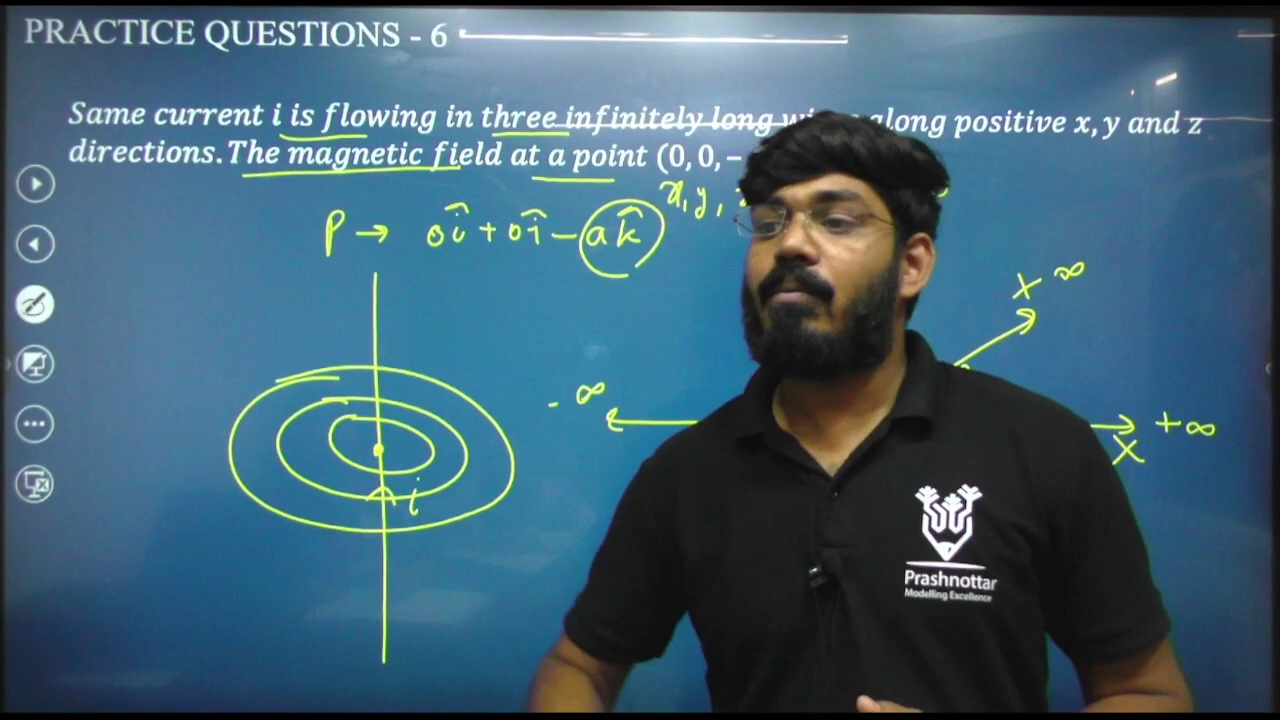 PRACTICE QUESTIONS - 6
Same current i is flowing in three infinitely long along positive x, y and z
directions. The magnetic field at a point (0, 0, -
P → 0î + 0î - ak̂
x, y,
X ∞
- ∞
+ ∞
X
i
Prashnottar
Modelling Excellence